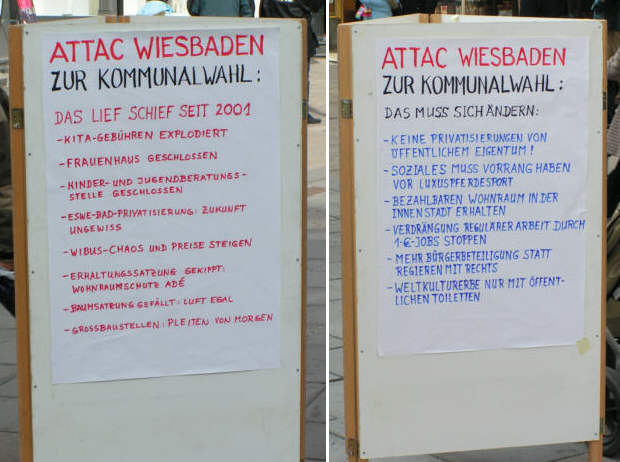 ATTAC WIESBADEN
ZUR KOMMUNALWAHL:
DAS LIEF SCHIEF SEIT 2001
-KITA-GEBÜHREN EXPLODIERT
-FRAUENHAUS GESCHLOSSEN
-KINDER-UND JUGENDBERATUNGS-
STELLE GESCHLOSSEN
-ESWE-BAD-PRIVATISIERUNG: ZUKUNFT
UNGEWISS
-WIBUS-CHAOS UND PREISE STEIGEN
-ERHALTUNGSSATZUNG GEKIPPT:
WOHNRAUMSCHUTZ ADÉ
-BAUMSATZUNG GEFÄLLT: LUFT EGAL
-GROSSBAUSTELLEN: PLEITEN VON MORGEN
ATTAC WIESBADEN
ZUR KOMMUNALWAHL:
DAS MUSS SICH ÄNDERN:
-KEINE PRIVATISIERUNGEN VON
ÖFFENTLICHEM EIGENTUM!
-SOZIALES MUSS VORRANG HABEN
VOR LUXUSPFERDESPORT
-BEZAHLBAREN WOHNRAUM IN DER
INNENSTADT ERHALTEN
-VERDRÄNGUNG REGULÄRER ARBEIT DURCH
1-€-JOBS STOPPEN
-MEHR BÜRGERBETEILIGUNG STATT
REGIEREN MIT RECHTS
-WELTKULTURERBE NUR MIT ÖFFENT-
LICHEN TOILETTEN